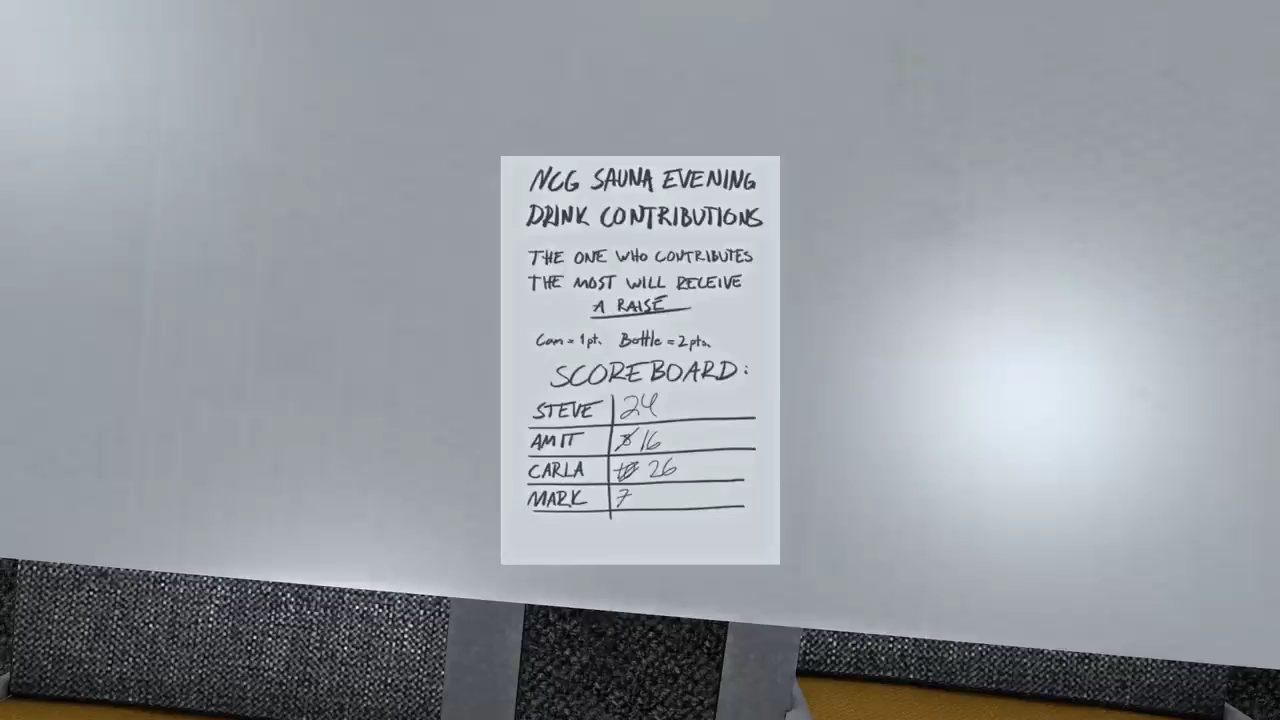 NCG SAUNA EVENING
DRINK CONTRIBUTIONS
THE ONE WHO CONTRIBUTES
THE MOST WILL RECEIVE
A RAISE
Can = 1pt. Bottle = 2pts.
SCOREBOARD:
STEVE 24
AMIT 16
CARLA 26
MARK 7